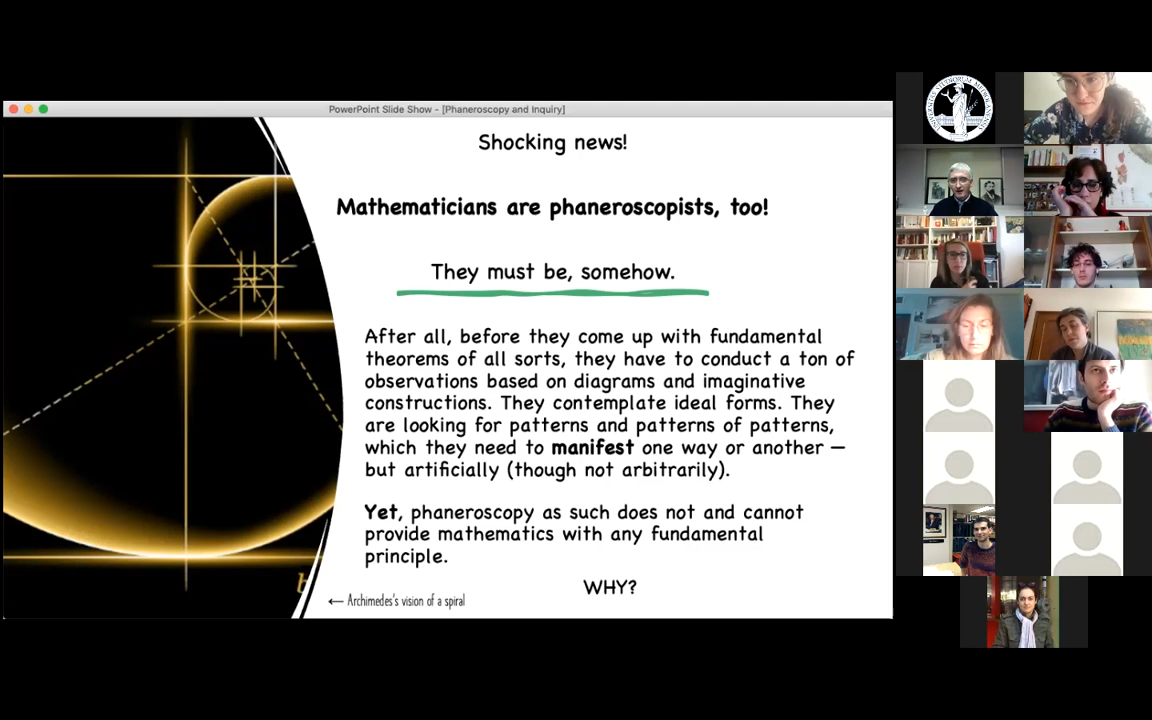 PowerPoint Slide Show - [Phaneroscopy and Inquiry]
Shocking news!
Mathematicians are phaneroscopists, too!
They must be, somehow.
After all, before they come up with fundamental
theorems of all sorts, they have to conduct a ton of
observations based on diagrams and imaginative
constructions. They contemplate ideal forms. They
are looking for patterns and patterns of patterns,
which they need to manifest one way or another —
but artificially (though not arbitrarily).
Yet, phaneroscopy as such does not and cannot
provide mathematics with any fundamental
principle.
WHY?
← Archimedes's vision of a spiral
b
UNIVERSITAS STUDIORUM MEDIOLANENSIS